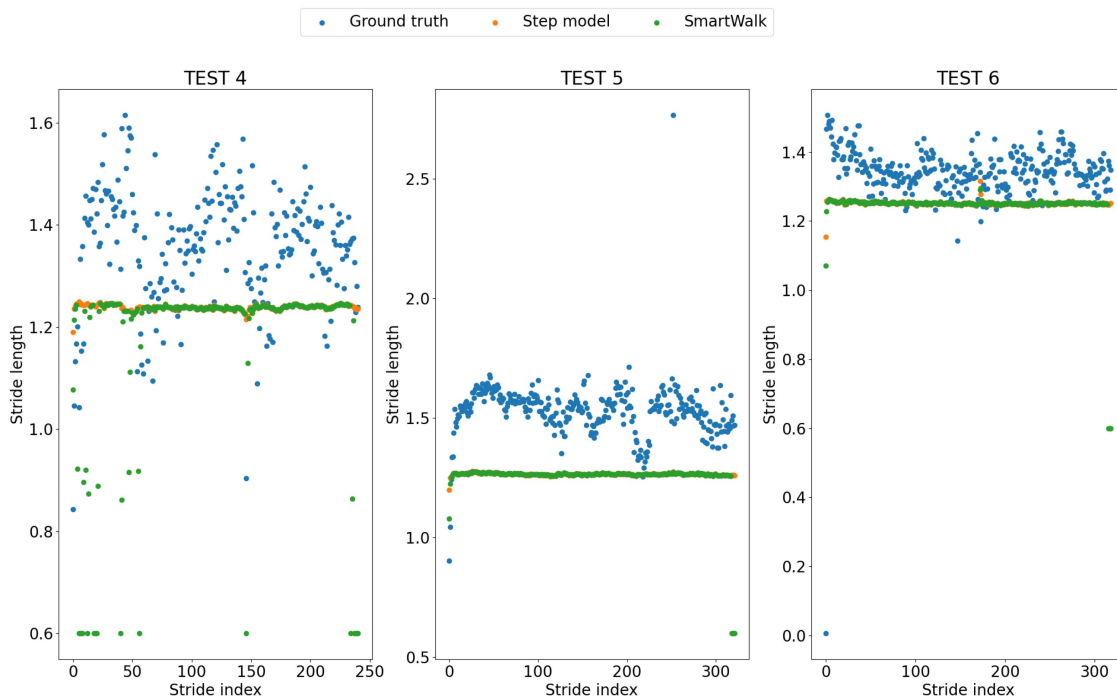 Ground truth Step model SmartWalk
TEST 4
1.6
1.4
1.2
1.0
0.8
0.6
Stride length
0 50 100 150 200 250
Stride index
TEST 5
2.5
2.0
1.5
1.0
0.5
Stride length
0 100 200 300
Stride index
TEST 6
1.4
1.2
1.0
0.8
0.6
0.4
0.2
0.0
Stride length
0 100 200 300
Stride index